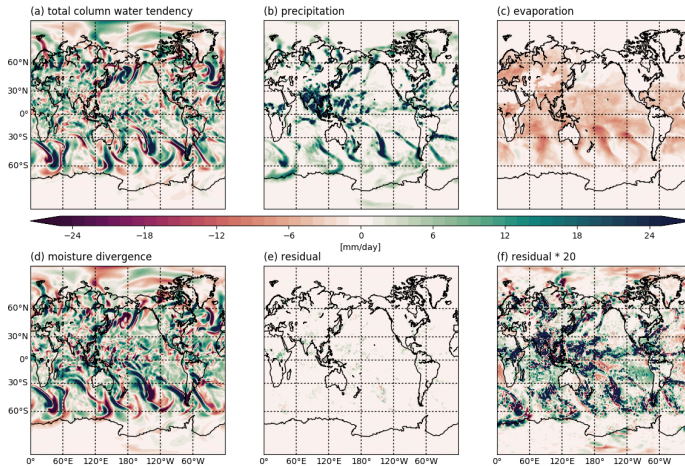 (a) total column water tendency
(b) precipitation
(c) evaporation
60°N
30°N
0°
30°S
60°S
−24 −18 −12 −6 0 6 12 18 24
[mm/day]
(d) moisture divergence
(e) residual
(f) residual * 20
60°N
30°N
0°
30°S
60°S
0° 60°E 120°E 180° 120°W 60°W
0° 60°E 120°E 180° 120°W 60°W
0° 60°E 120°E 180° 120°W 60°W